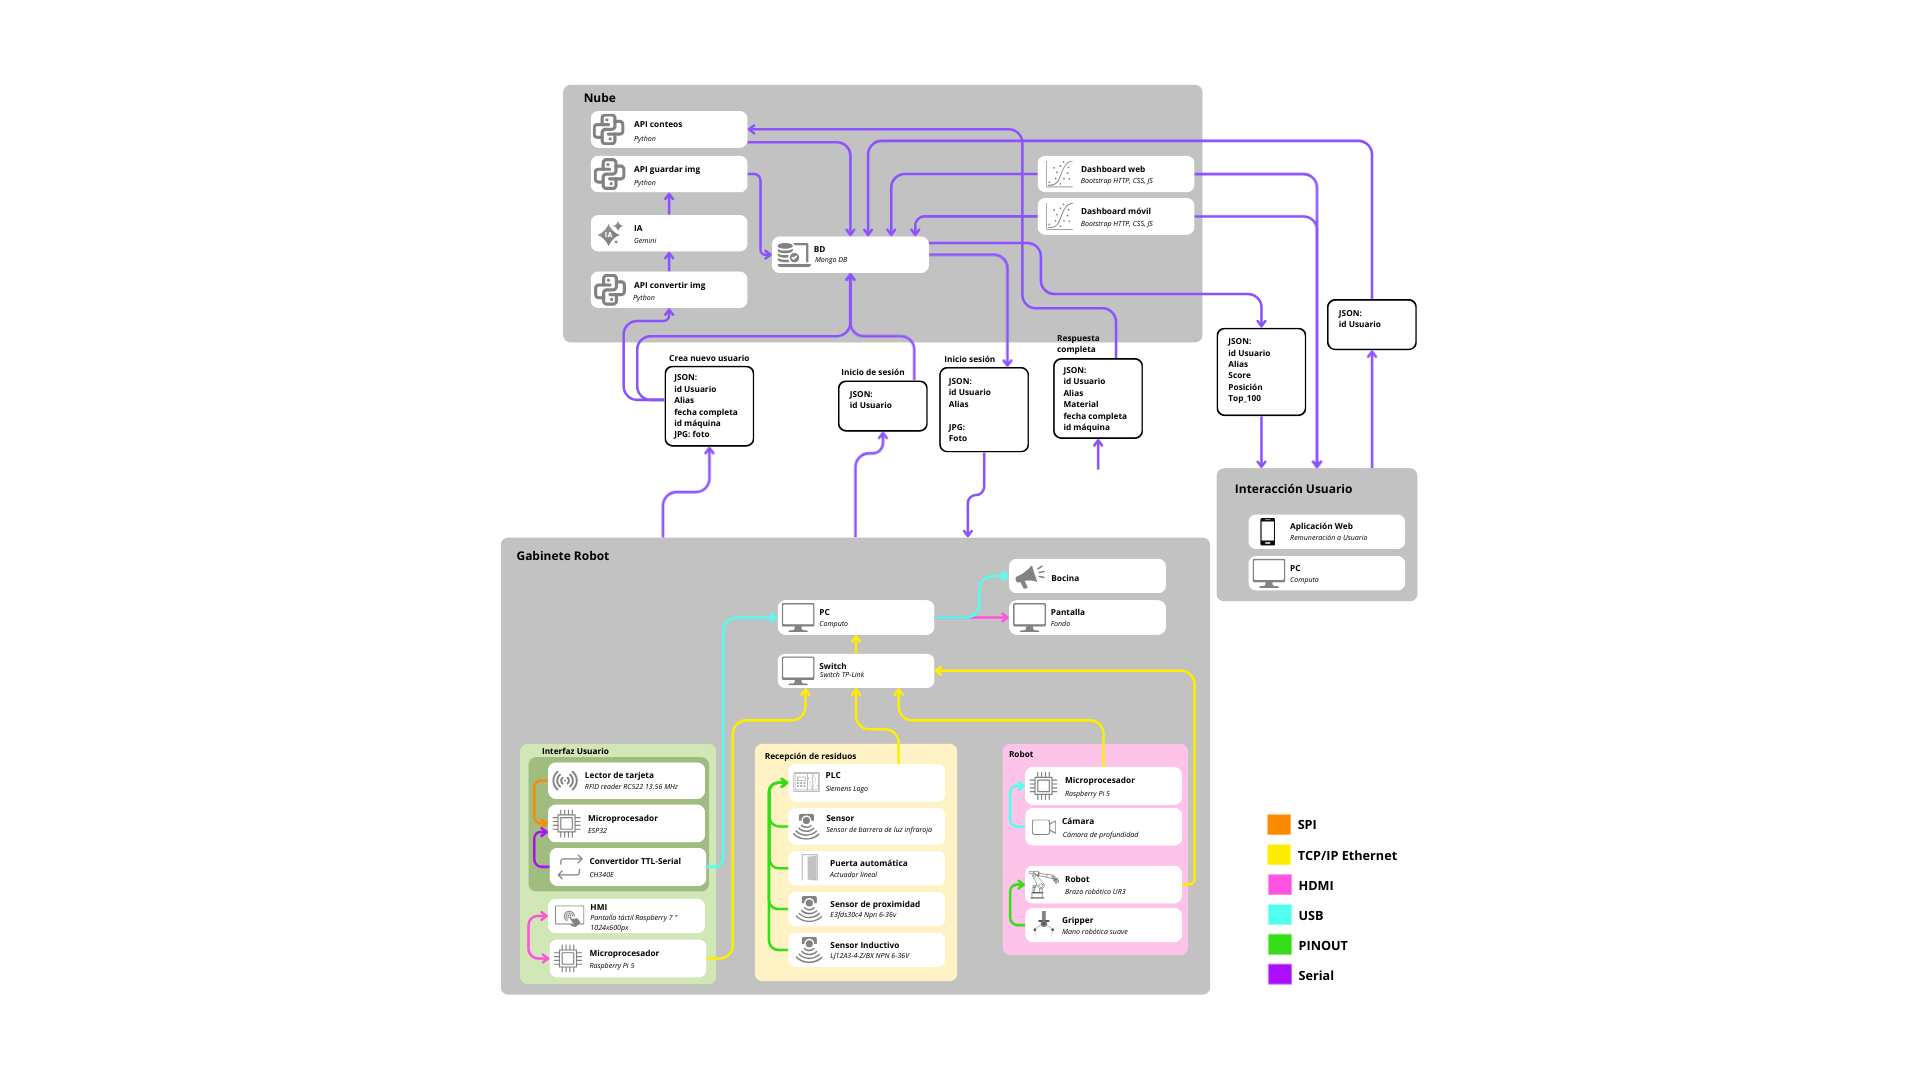 Nube
API conteos
Python
API guardar img
Python
IA
IA
Gemini
API convertir img
Python
BD
Mongo DB
Dashboard web
Bootstrap HTTP, CSS, JS
Dashboard móvil
Bootstrap HTTP, CSS, JS
Crea nuevo usuario
JSON:
id Usuario
Alias
fecha completa
id máquina
JPG: foto
Inicio de sesión
JSON:
id Usuario
Inicio sesión
JSON:
id Usuario
Alias
JPG:
Foto
Respuesta
completa
JSON:
id Usuario
Alias
Material
fecha completa
id máquina
JSON:
id Usuario
Alias
Score
Posición
Top_100
JSON:
id Usuario
Interacción Usuario
Aplicación Web
Remuneración a Usuario
PC
Computo
Gabinete Robot
Bocina
PC
Computo
Pantalla
Fondo
Switch
Switch TP-Link
Interfaz Usuario
Lector de tarjeta
RFID reader RC522 13.56 MHz
Microprocesador
ESP32
Convertidor TTL-Serial
CH340E
HMI
Pantalla táctil Raspberry 7 "
1024x600px
Microprocesador
Raspberry Pi 5
Recepción de residuos
PLC
Siemens Logo
Sensor
Sensor de barrera de luz infraroja
Puerta automática
Actuador lineal
Sensor de proximidad
E3fds30c4 Npn 6-36v
Sensor Inductivo
LJ12A3-4-Z/BX NPN 6-36V
Robot
Microprocesador
Raspberry Pi 5
Cámara
Cámara de profundidad
Robot
Brazo robótico UR3
Gripper
Mano robótica suave
SPI
TCP/IP Ethernet
HDMI
USB
PINOUT
Serial